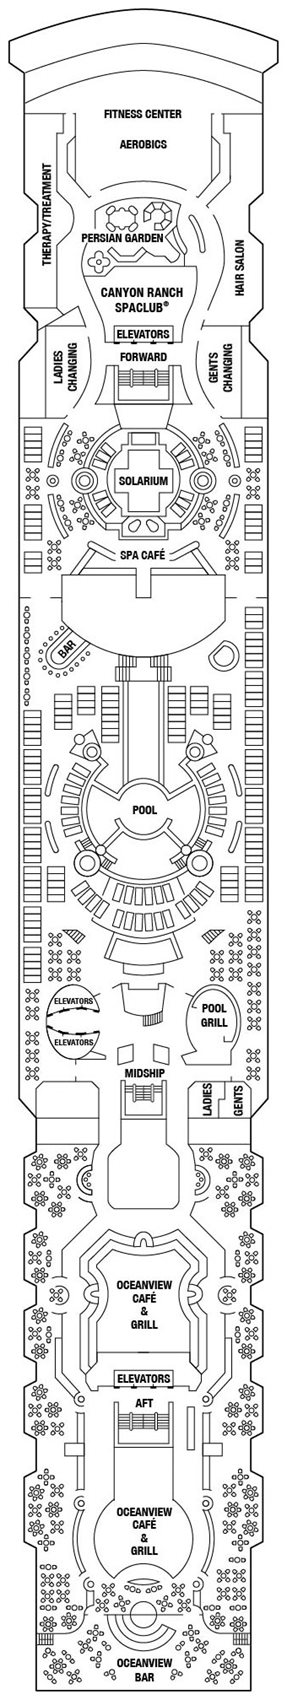 FITNESS CENTER
AEROBICS
THERAPY/TREATMENT
PERSIAN GARDEN
HAIR SALON
CANYON RANCH
SPACLUB®
ELEVATORS
FORWARD
LADIES
CHANGING
GENTS
CHANGING
SOLARIUM
SPA CAFÉ
BAR
POOL
ELEVATORS
ELEVATORS
POOL
GRILL
MIDSHIP
LADIES
GENTS
OCEANVIEW
CAFÉ
&
GRILL
ELEVATORS
AFT
OCEANVIEW
CAFÉ
&
GRILL
OCEANVIEW
BAR